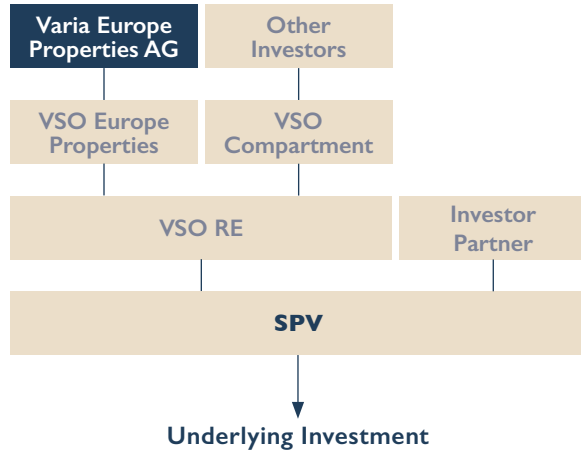 Varia Europe
Properties AG
Other
Investors
VSO Europe
Properties
VSO
Compartment
VSO RE
Investor
Partner
SPV
Underlying Investment